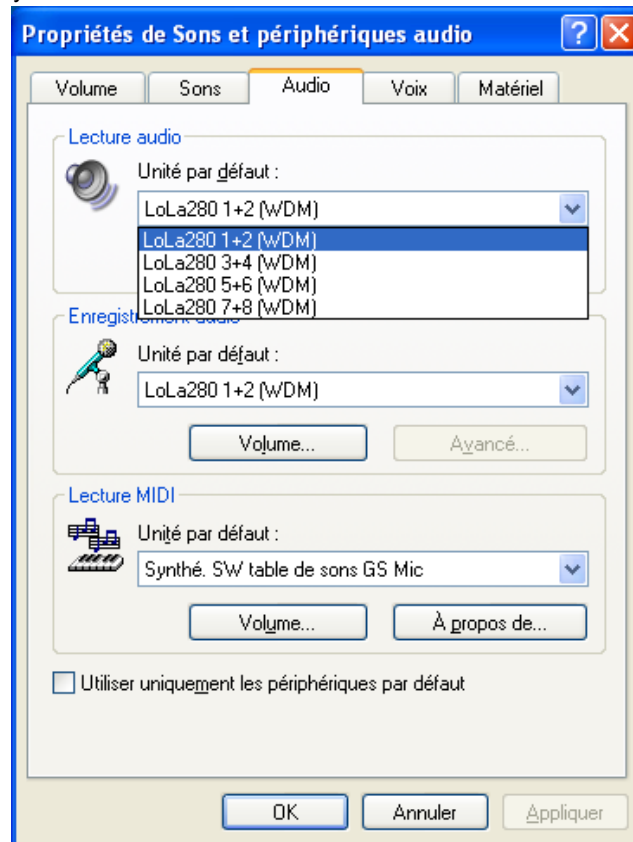 Propriétés de Sons et périphériques audio
Volume Sons Audio Voix Matériel
Lecture audio
Unité par défaut :
LoLa280 1+2 (WDM)
LoLa280 1+2 (WDM)
LoLa280 3+4 (WDM)
LoLa280 5+6 (WDM)
LoLa280 7+8 (WDM)
Enregistrement audio
Unité par défaut :
LoLa280 1+2 (WDM)
Volume... Avancé...
Lecture MIDI
Unité par défaut :
Synthé. SW table de sons GS Mic
Volume... À propos de...
Utiliser uniquement les périphériques par défaut
OK Annuler Appliquer